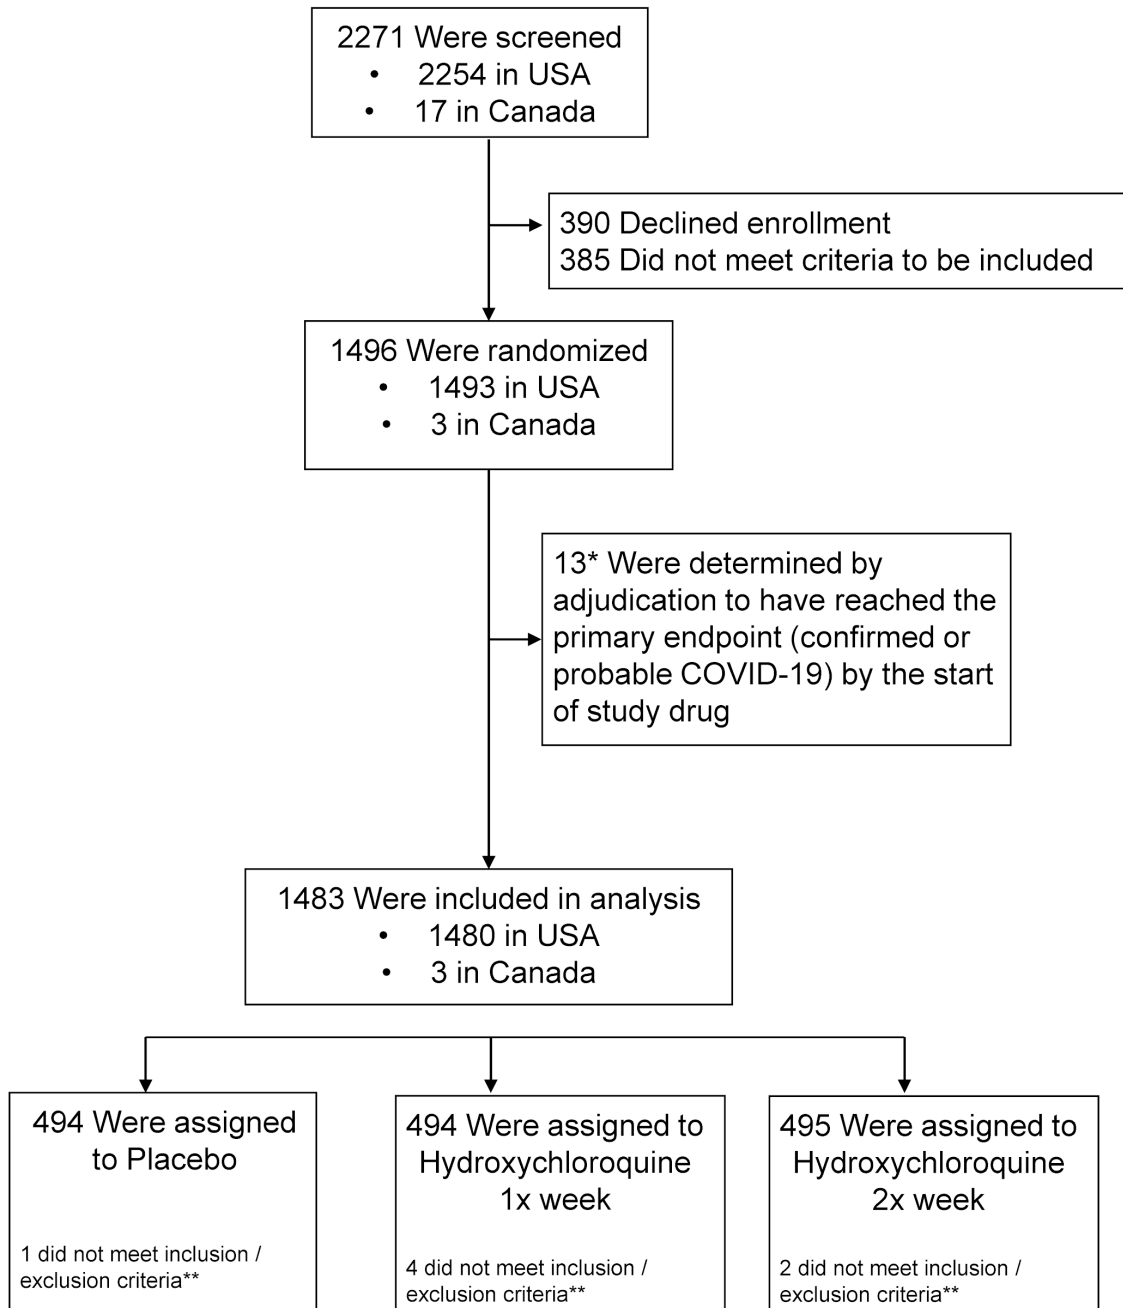 2271 Were screened
• 2254 in USA
• 17 in Canada
390 Declined enrollment
385 Did not meet criteria to be included
1496 Were randomized
• 1493 in USA
• 3 in Canada
13* Were determined by
adjudication to have reached the
primary endpoint (confirmed or
probable COVID-19) by the start
of study drug
1483 Were included in analysis
• 1480 in USA
• 3 in Canada
494 Were assigned
to Placebo
1 did not meet inclusion /
exclusion criteria**
494 Were assigned to
Hydroxychloroquine
1x week
4 did not meet inclusion /
exclusion criteria**
495 Were assigned to
Hydroxychloroquine
2x week
2 did not meet inclusion /
exclusion criteria**